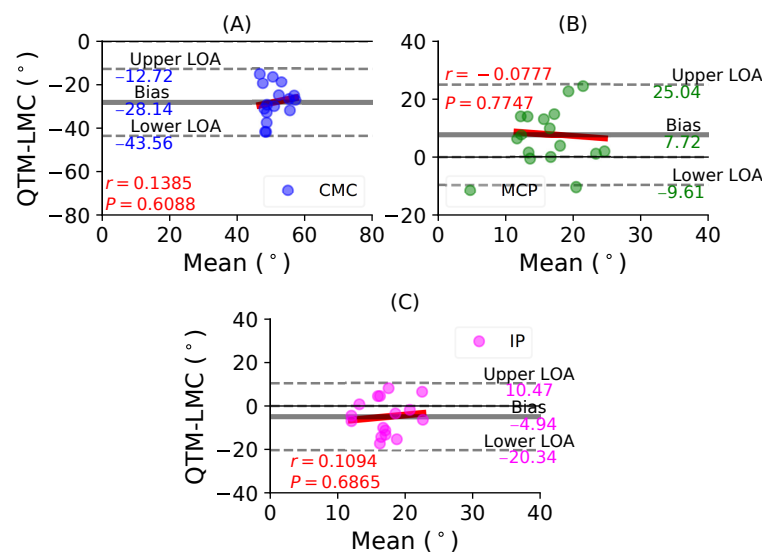 (A)
0
−20
−40
−60
−80
QTM-LMC (°)
Upper LOA
−12.72
Bias
−28.14
Lower LOA
−43.56
r = 0.1385
P = 0.6088
CMC
0 20 40 60 80
Mean (°)
(B)
40
20
0
−20
r = −0.0777
P = 0.7747
Upper LOA
25.04
Bias
7.72
Lower LOA
−9.61
MCP
0 10 20 30 40
Mean (°)
(C)
40
20
0
−20
−40
QTM-LMC (°)
IP
Upper LOA
10.47
Bias
−4.94
Lower LOA
−20.34
r = 0.1094
P = 0.6865
0 10 20 30 40
Mean (°)